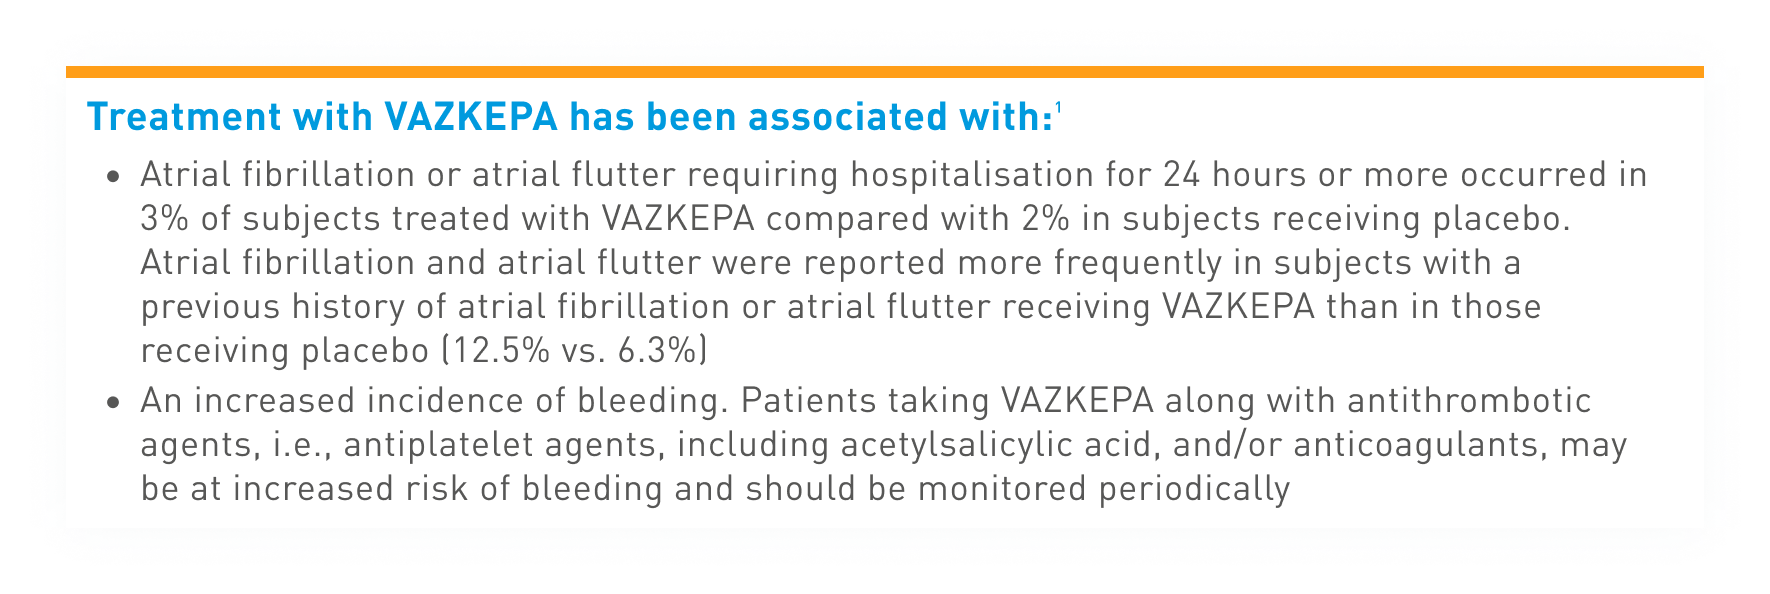 Treatment with VAZKEPA has been associated with:¹
• Atrial fibrillation or atrial flutter requiring hospitalisation for 24 hours or more occurred in
3% of subjects treated with VAZKEPA compared with 2% in subjects receiving placebo.
Atrial fibrillation and atrial flutter were reported more frequently in subjects with a
previous history of atrial fibrillation or atrial flutter receiving VAZKEPA than in those
receiving placebo (12.5% vs. 6.3%)
• An increased incidence of bleeding. Patients taking VAZKEPA along with antithrombotic
agents, i.e., antiplatelet agents, including acetylsalicylic acid, and/or anticoagulants, may
be at increased risk of bleeding and should be monitored periodically